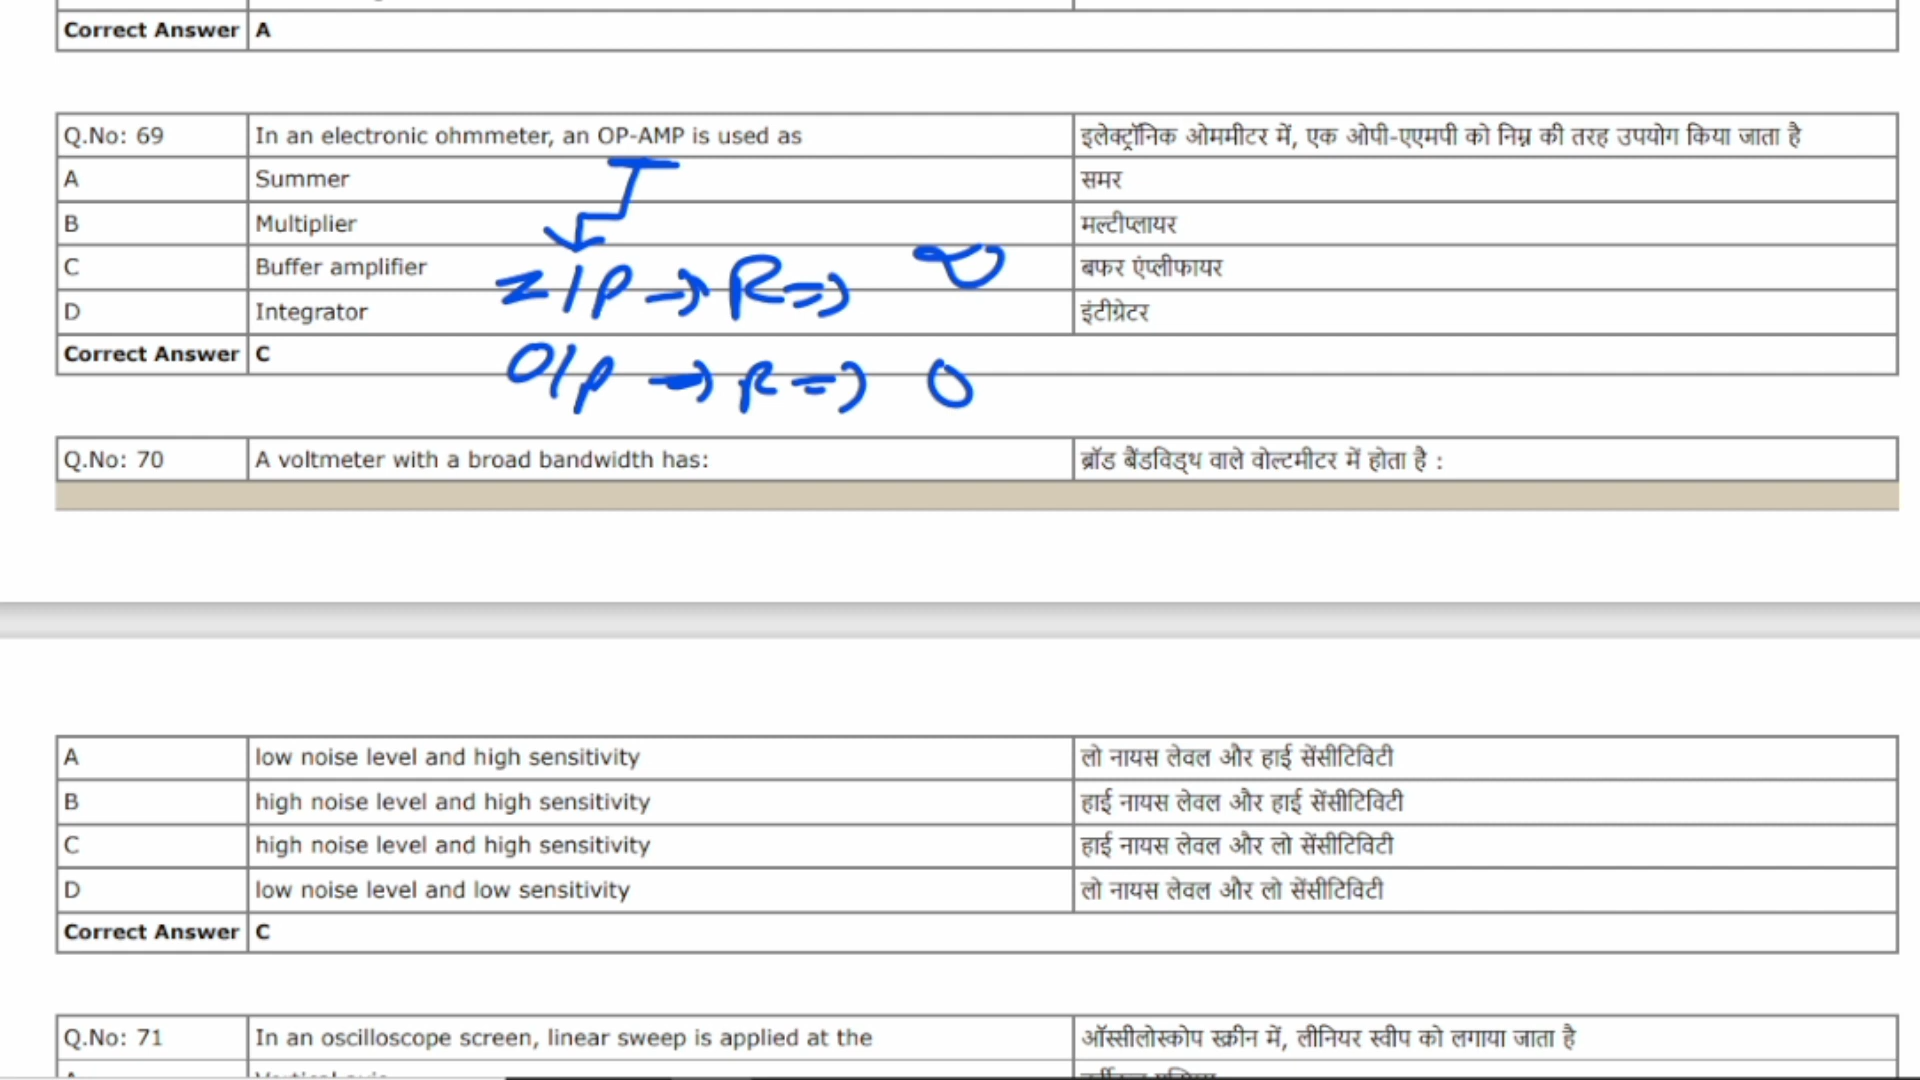 Correct Answer A
Q.No: 69 In an electronic ohmmeter, an OP-AMP is used as इलेक्ट्रॉनिक ओममीटर में, एक ओपी-एएमपी को निम्न की तरह उपयोग किया जाता है
A Summer समर
B Multiplier मल्टीप्लायर
C Buffer amplifier बफर एंप्लीफायर
I/P → R ⇒ ∞
D Integrator इंटीग्रेटर
Correct Answer C
O/P → R ⇒ 0
Q.No: 70 A voltmeter with a broad bandwidth has: ब्रॉड बैंडविड्थ वाले वोल्टमीटर में होता है :
A low noise level and high sensitivity लो नायस लेवल और हाई सेंसीटिविटी
B high noise level and high sensitivity हाई नायस लेवल और हाई सेंसीटिविटी
C high noise level and high sensitivity हाई नायस लेवल और लो सेंसीटिविटी
D low noise level and low sensitivity लो नायस लेवल और लो सेंसीटिविटी
Correct Answer C
Q.No: 71 In an oscilloscope screen, linear sweep is applied at the ऑस्सीलोस्कोप स्क्रीन में, लीनियर स्वीप को लगाया जाता है